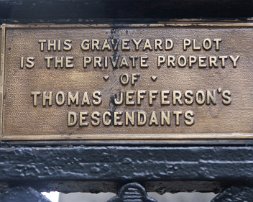 THIS GRAVEYARD PLOT
IS THE PRIVATE PROPERTY
• OF •
THOMAS JEFFERSON'S
DESCENDANTS